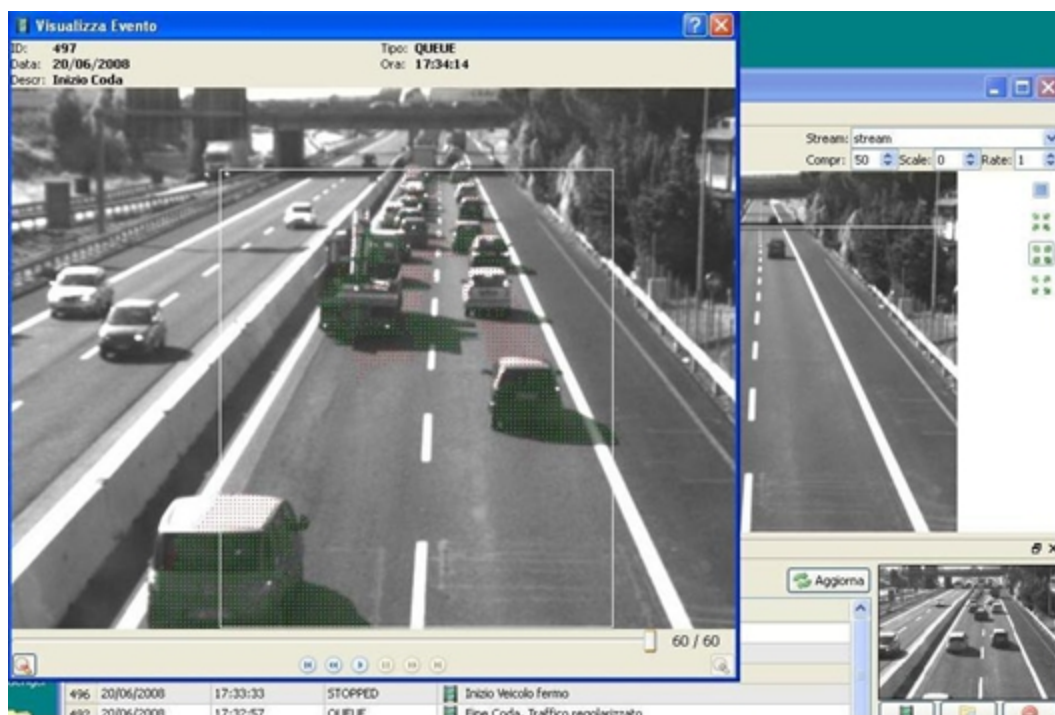 Visualizza Evento
ID: 497
Tipo: QUEUE
Data: 20/06/2008
Ora: 17:34:14
Descr: Inizio Coda
Stream: stream
Compr: 50 Scale: 0 Rate: 1
Aggiorna
60 / 60
496 20/06/2008 17:33:33 STOPPED Inizio Veicolo fermo
492 20/06/2008 17:32:57 QUEUE Fine Coda. Traffico regolarizzato